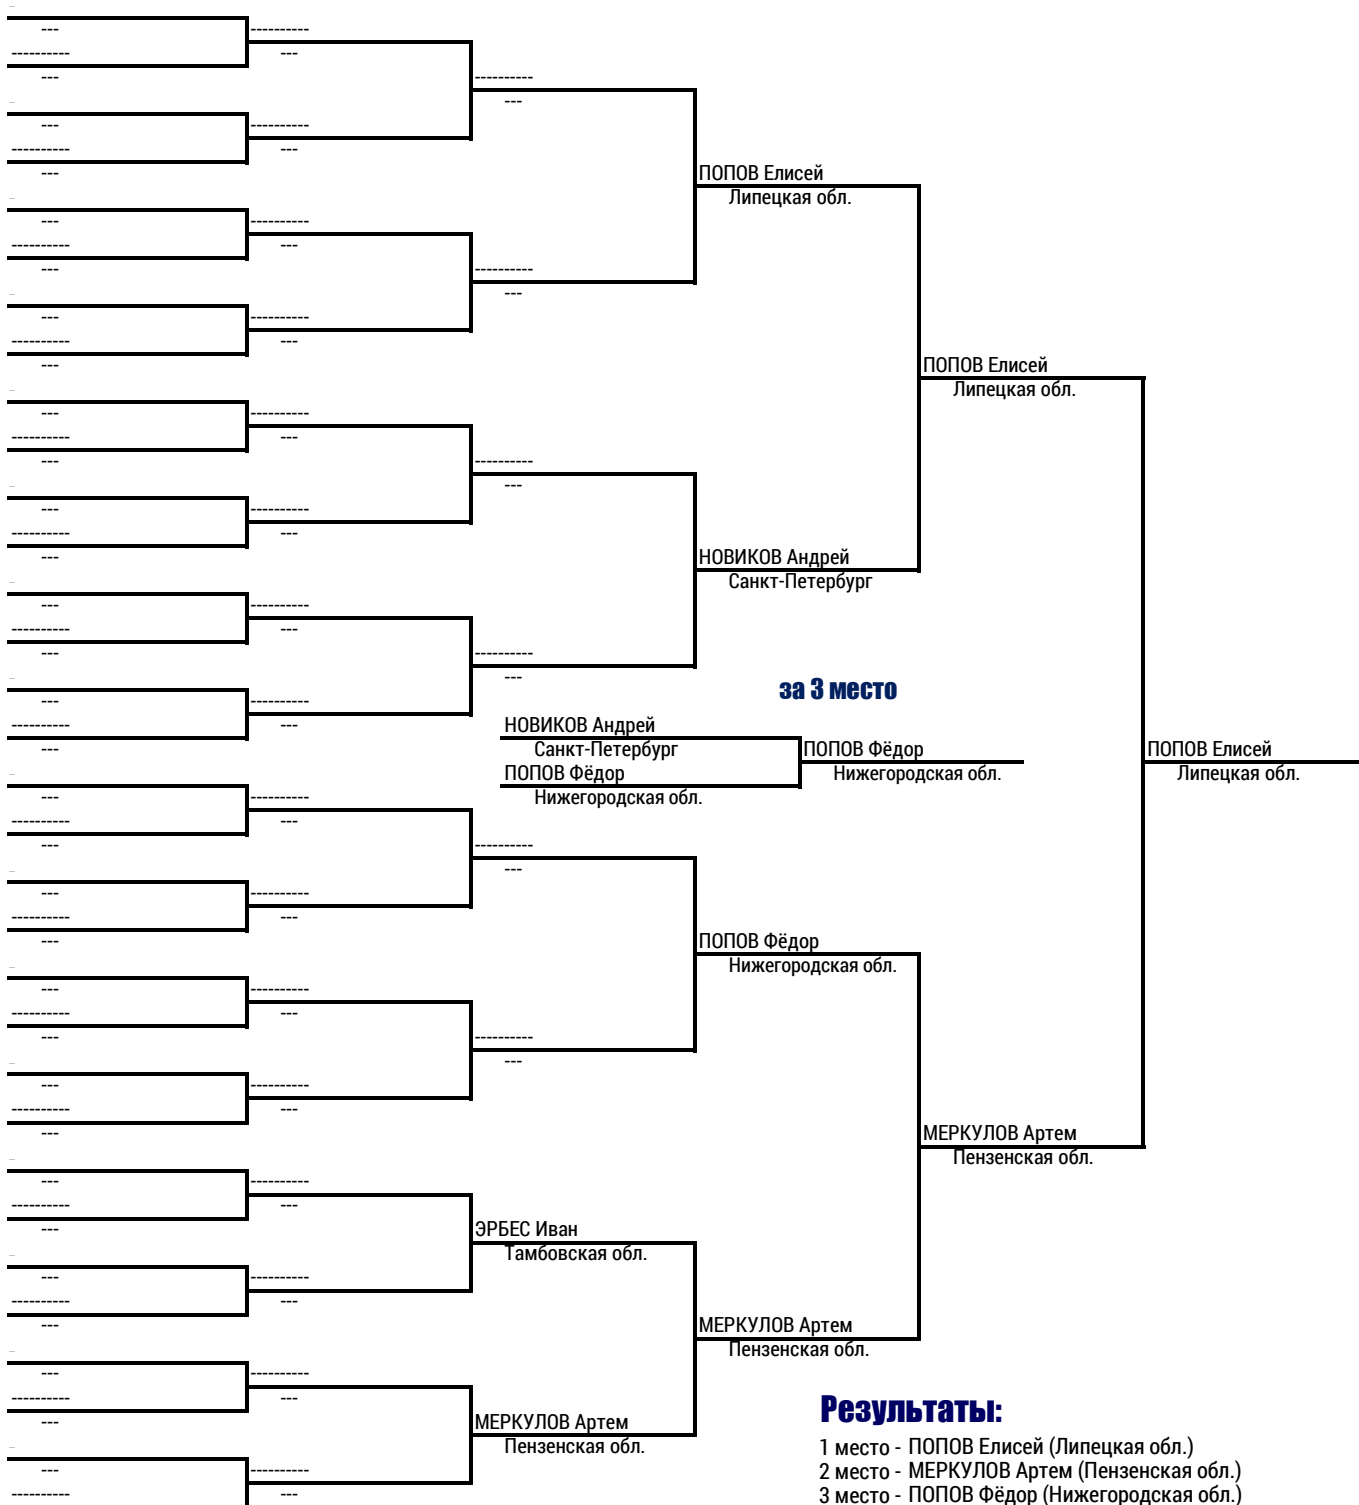 ПОПОВ Елисей
Липецкая обл.
ПОПОВ Елисей
Липецкая обл.
НОВИКОВ Андрей
Санкт-Петербург
за 3 место
НОВИКОВ Андрей
Санкт-Петербург
ПОПОВ Фёдор
Нижегородская обл.
ПОПОВ Фёдор
Нижегородская обл.
ПОПОВ Елисей
Липецкая обл.
ПОПОВ Фёдор
Нижегородская обл.
МЕРКУЛОВ Артем
Пензенская обл.
ЭРБЕС Иван
Тамбовская обл.
МЕРКУЛОВ Артем
Пензенская обл.
МЕРКУЛОВ Артем
Пензенская обл.
Результаты:
1 место - ПОПОВ Елисей (Липецкая обл.)
2 место - МЕРКУЛОВ Артем (Пензенская обл.)
3 место - ПОПОВ Фёдор (Нижегородская обл.)